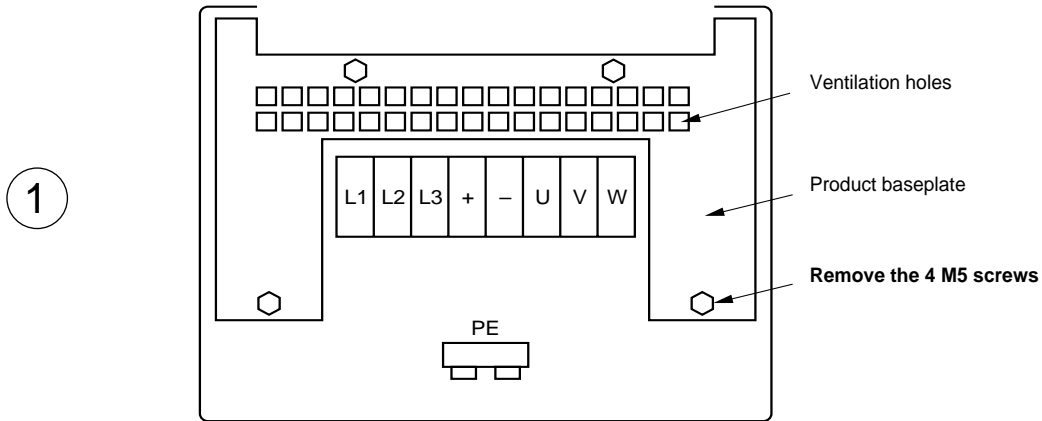 Ventilation holes
1
L1 L2 L3 + – U V W
Product baseplate
Remove the 4 M5 screws
PE